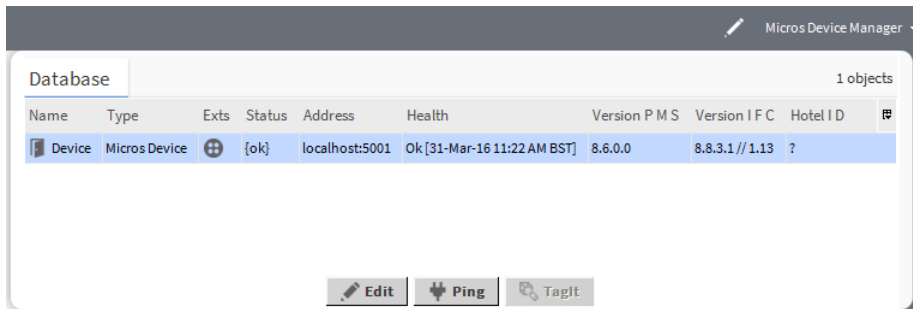 Micros Device Manager
Database 1 objects
Name Type Exts Status Address Health Version P M S Version I F C Hotel I D
Device Micros Device {ok} localhost:5001 Ok [31-Mar-16 11:22 AM BST] 8.6.0.0 8.8.3.1 // 1.13 ?
Edit Ping TagIt